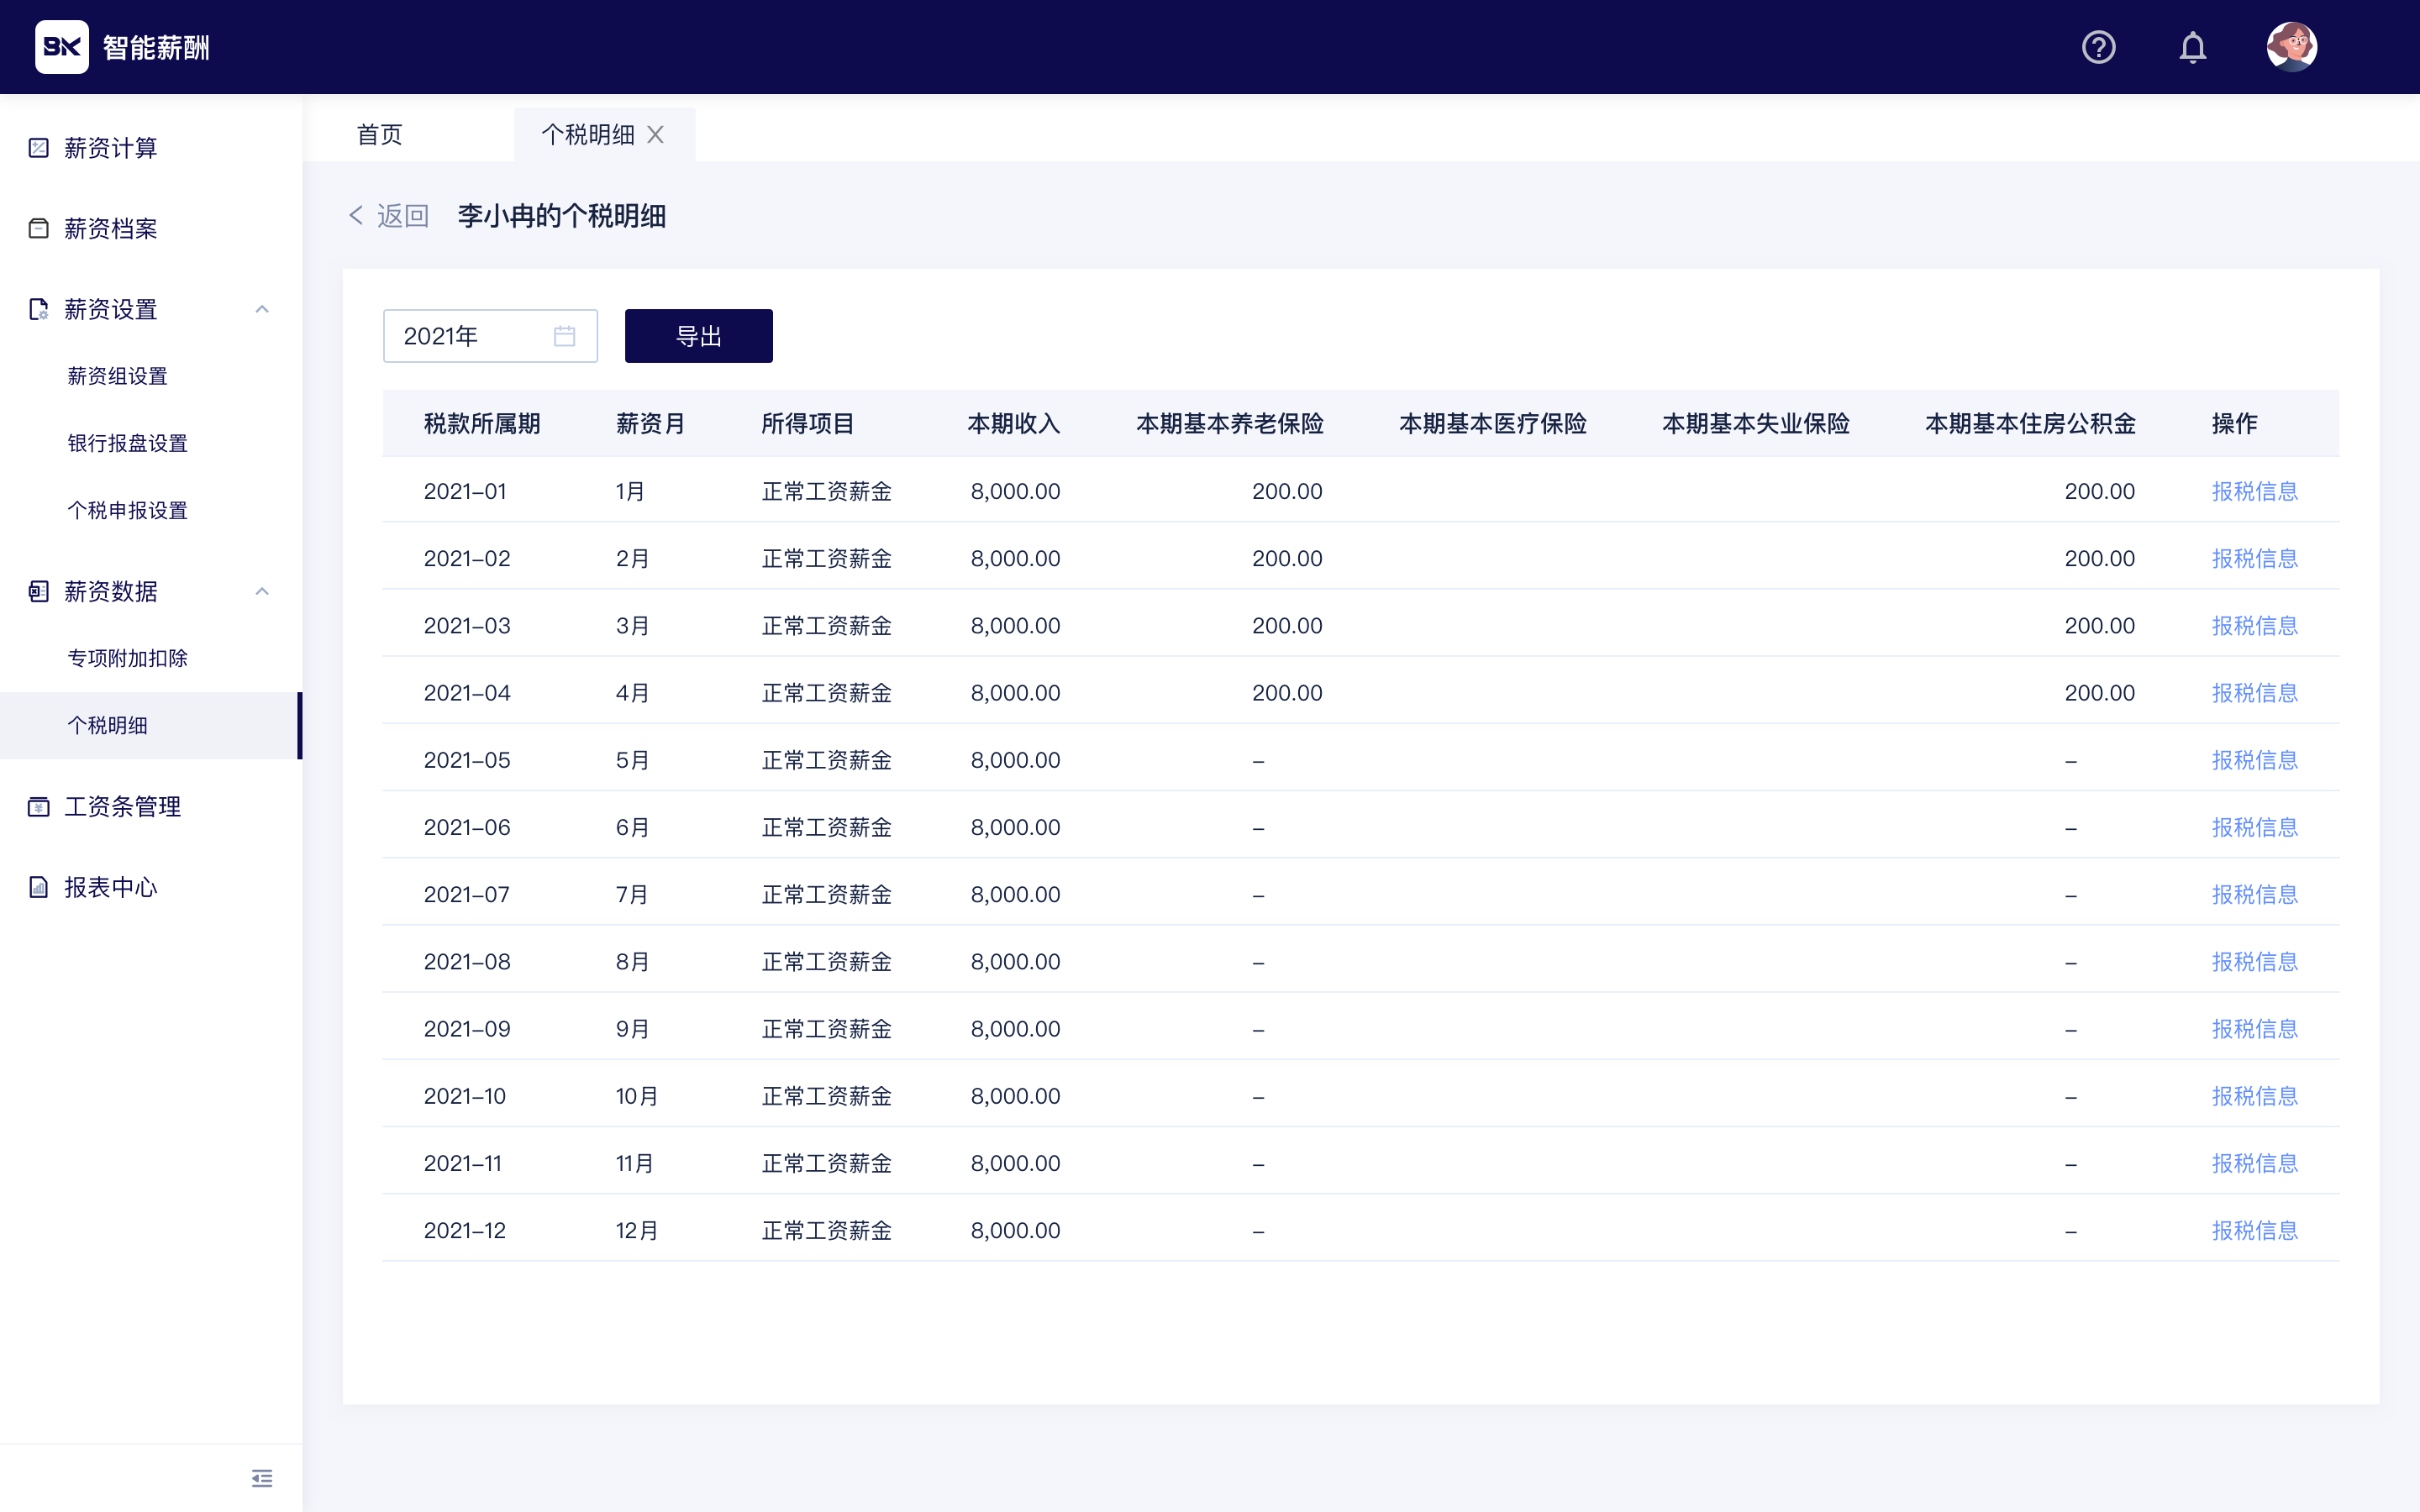 BK 智能薪酬
薪资计算
薪资档案
薪资设置
薪资组设置
银行报盘设置
个税申报设置
薪资数据
专项附加扣除
个税明细
工资条管理
报表中心
首页 个税明细
返回 李小冉的个税明细
2021年 导出
税款所属期 薪资月 所得项目 本期收入 本期基本养老保险 本期基本医疗保险 本期基本失业保险 本期基本住房公积金 操作
2021-01 1月 正常工资薪金 8,000.00 200.00 200.00 报税信息
2021-02 2月 正常工资薪金 8,000.00 200.00 200.00 报税信息
2021-03 3月 正常工资薪金 8,000.00 200.00 200.00 报税信息
2021-04 4月 正常工资薪金 8,000.00 200.00 200.00 报税信息
2021-05 5月 正常工资薪金 8,000.00 – – 报税信息
2021-06 6月 正常工资薪金 8,000.00 – – 报税信息
2021-07 7月 正常工资薪金 8,000.00 – – 报税信息
2021-08 8月 正常工资薪金 8,000.00 – – 报税信息
2021-09 9月 正常工资薪金 8,000.00 – – 报税信息
2021-10 10月 正常工资薪金 8,000.00 – – 报税信息
2021-11 11月 正常工资薪金 8,000.00 – – 报税信息
2021-12 12月 正常工资薪金 8,000.00 – – 报税信息